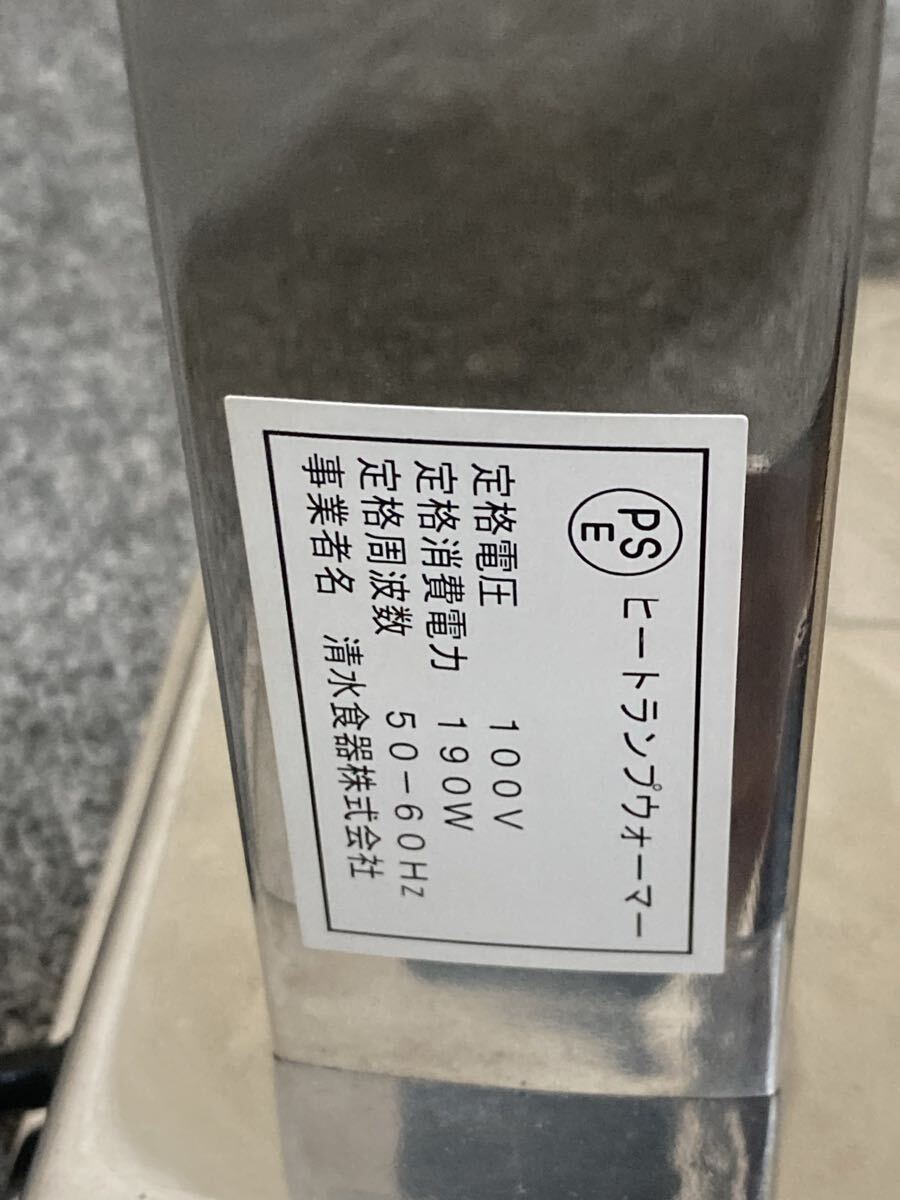 PS
E
ヒートランプウォーマー
定格電圧 100V
定格消費電力 190W
定格周波数 50-60Hz
事業者名 清水食器株式会社